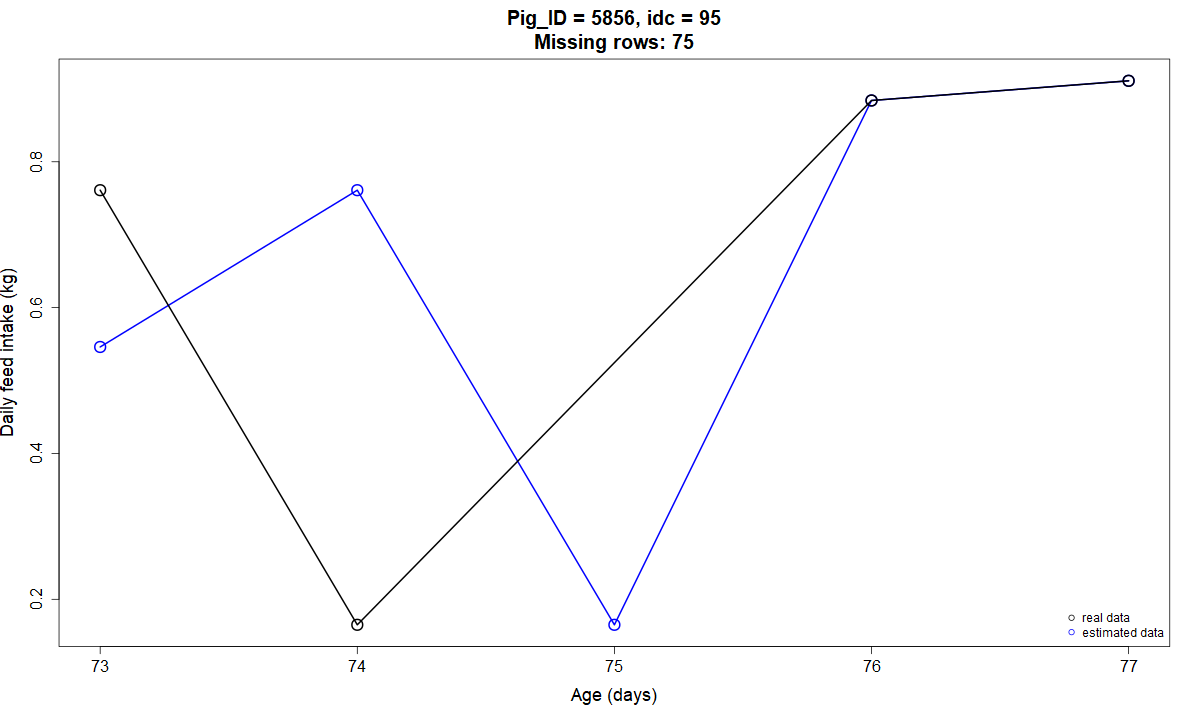 Pig_ID = 5856, idc = 95
Missing rows: 75
Daily feed intake (kg)
0.8
0.6
0.4
0.2
real data
estimated data
73 74 75 76 77
Age (days)